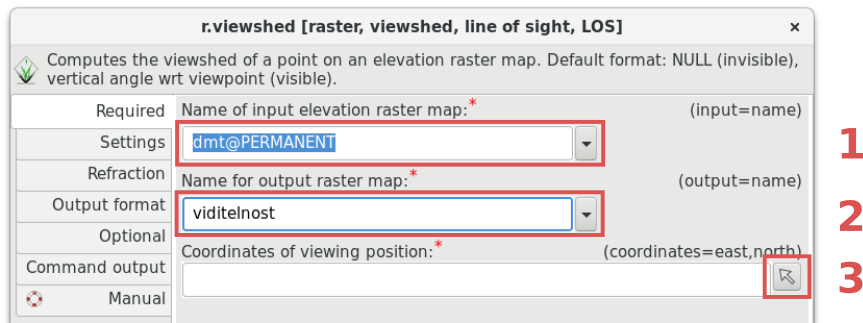 r.viewshed [raster, viewshed, line of sight, LOS]
×
Computes the viewshed of a point on an elevation raster map. Default format: NULL (invisible),
vertical angle wrt viewpoint (visible).
Required
Name of input elevation raster map:*
(input=name)
Settings
dmt@PERMANENT
1
Refraction
Name for output raster map:*
(output=name)
Output format
viditelnost
2
Optional
Coordinates of viewing position:*
(coordinates=east,north)
Command output
3
Manual